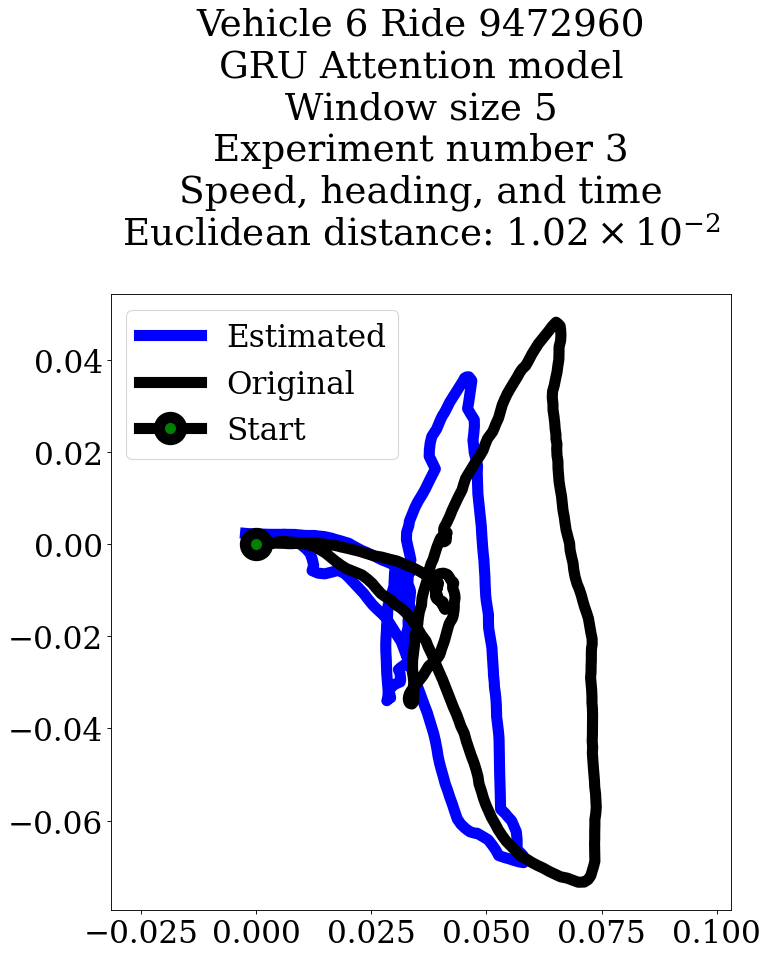 Vehicle 6 Ride 9472960
GRU Attention model
Window size 5
Experiment number 3
Speed, heading, and time
Euclidean distance: 1.02 × 10⁻²
Estimated
Original
Start
0.04
0.02
0.00
−0.02
−0.04
−0.06
−0.025 0.000 0.025 0.050 0.075 0.100